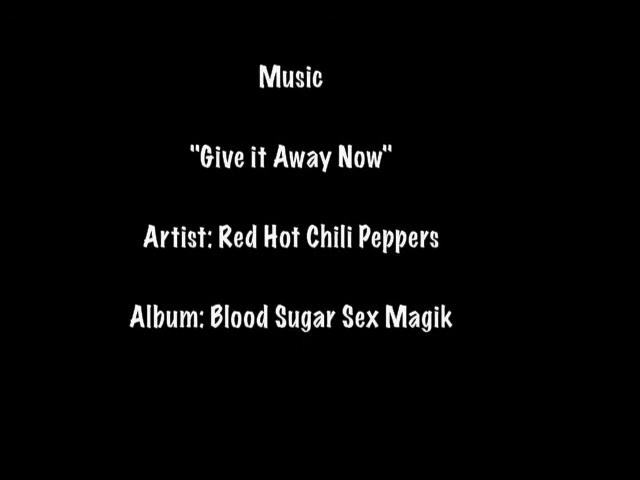 Music
"Give it Away Now"
Artist: Red Hot Chili Peppers
Album: Blood Sugar Sex Magik